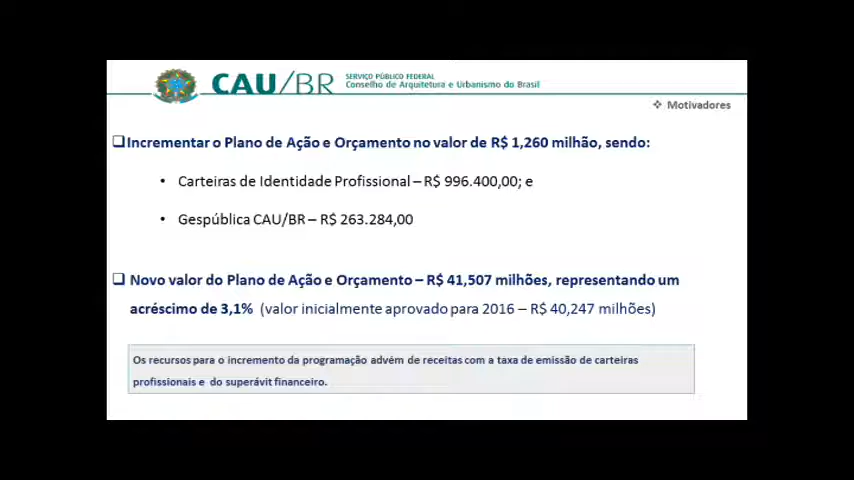 CAU/BR
SERVIÇO PÚBLICO FEDERAL
Conselho de Arquitetura e Urbanismo do Brasil
❖ Motivadores
❑Incrementar o Plano de Ação e Orçamento no valor de R$ 1,260 milhão, sendo:
• Carteiras de Identidade Profissional – R$ 996.400,00; e
• Gespública CAU/BR – R$ 263.284,00
❑ Novo valor do Plano de Ação e Orçamento – R$ 41,507 milhões, representando um
acréscimo de 3,1% (valor inicialmente aprovado para 2016 – R$ 40,247 milhões)
Os recursos para o incremento da programação advém de receitas com a taxa de emissão de carteiras
profissionais e do superávit financeiro.